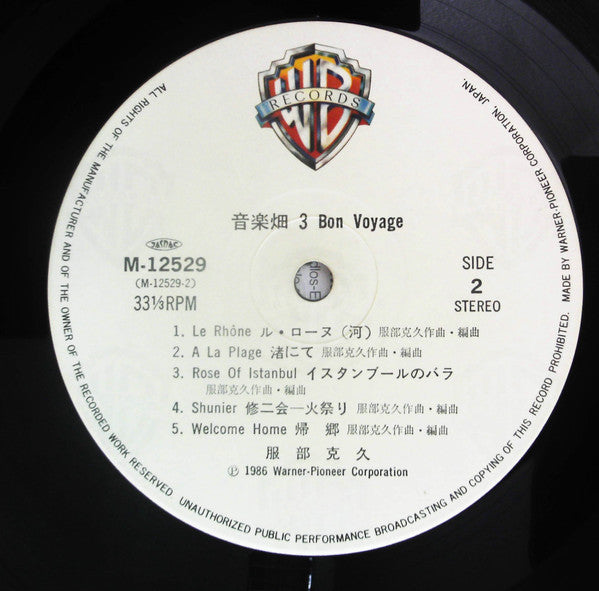 WB
RECORDS
音楽畑 3 Bon Voyage
M-12529
(M-12529-2)
33⅓RPM
SIDE
2
STEREO
1. Le Rhône ル・ローヌ(河) 服部克久作曲・編曲
2. A La Plage 渚にて 服部克久作曲・編曲
3. Rose Of Istanbul イスタンブールのバラ
服部克久作曲・編曲
4. Shunier 修二会—火祭り 服部克久作曲・編曲
5. Welcome Home 帰 郷 服部克久作曲・編曲
服 部 克 久
Ⓟ 1986 Warner-Pioneer Corporation
ALL RIGHTS OF THE MANUFACTURER AND OF THE OWNER OF THE RECORDED WORK RESERVED. UNAUTHORIZED PUBLIC PERFORMANCE BROADCASTING AND COPYING OF THIS RECORD PROHIBITED. MADE BY WARNER-PIONEER CORPORATION, JAPAN.